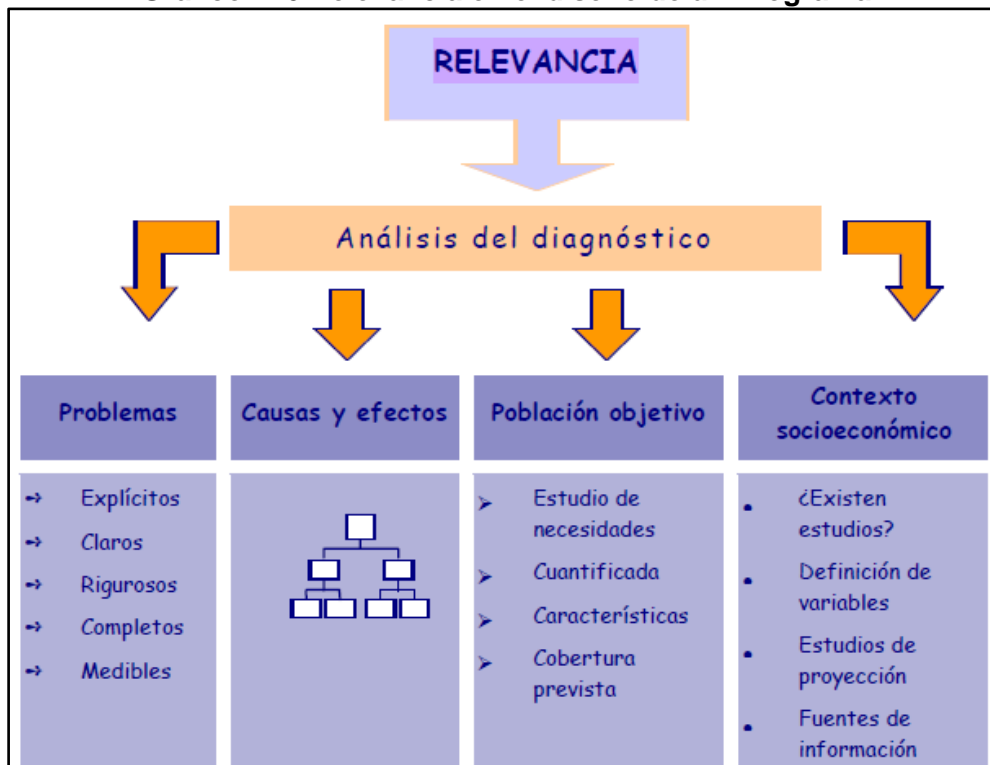 RELEVANCIA
Análisis del diagnóstico
Problemas
Explícitos
Claros
Rigurosos
Completos
Medibles
Causas y efectos
Población objetivo
Estudio de
necesidades
Cuantificada
Características
Cobertura
prevista
Contexto
socioeconómico
¿Existen
estudios?
Definición de
variables
Estudios de
proyección
Fuentes de
información